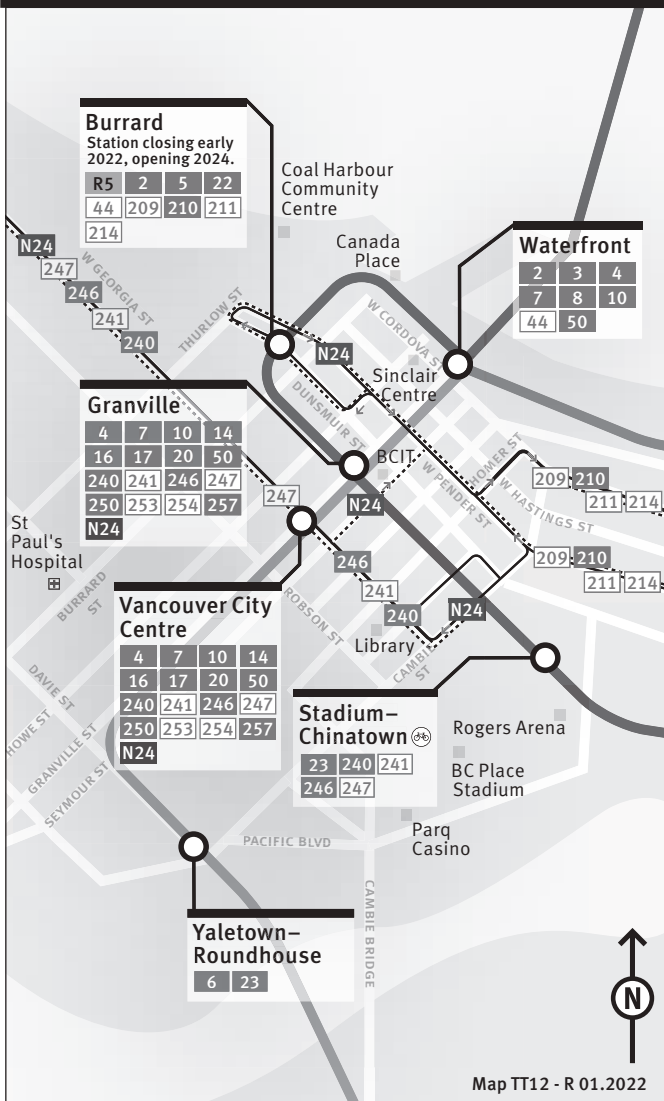 Burrard
Station closing early
2022, opening 2024.
R5 2 5 22
44 209 210 211
214
Coal Harbour
Community
Centre
Canada
Place
Waterfront
2 3 4
7 8 10
44 50
N24
247
246
241
240
W GEORGIA ST
THURLOW ST
W CORDOVA ST
N24
Sinclair
Centre
DUNSMUIR ST
Granville
4 7 10 14
16 17 20 50
240 241 246 247
250 253 254 257
N24
BCIT
W PENDER ST
HOMER ST
W HASTINGS ST
209 210
211 214
247
N24
209 210
211 214
St
Paul's
Hospital
BURRARD
ST
246
241
240
N24
ROBSON ST
Library
CAMBIE
ST
Vancouver City
Centre
4 7 10 14
16 17 20 50
240 241 246 247
250 253 254 257
N24
DAVIE ST
HOWE ST
GRANVILLE ST
SEYMOUR ST
Stadium–
Chinatown
23 240 241
246 247
Rogers Arena
BC Place
Stadium
Parq
Casino
PACIFIC BLVD
CAMBIE BRIDGE
Yaletown–
Roundhouse
6 23
N
Map TT12 - R 01.2022